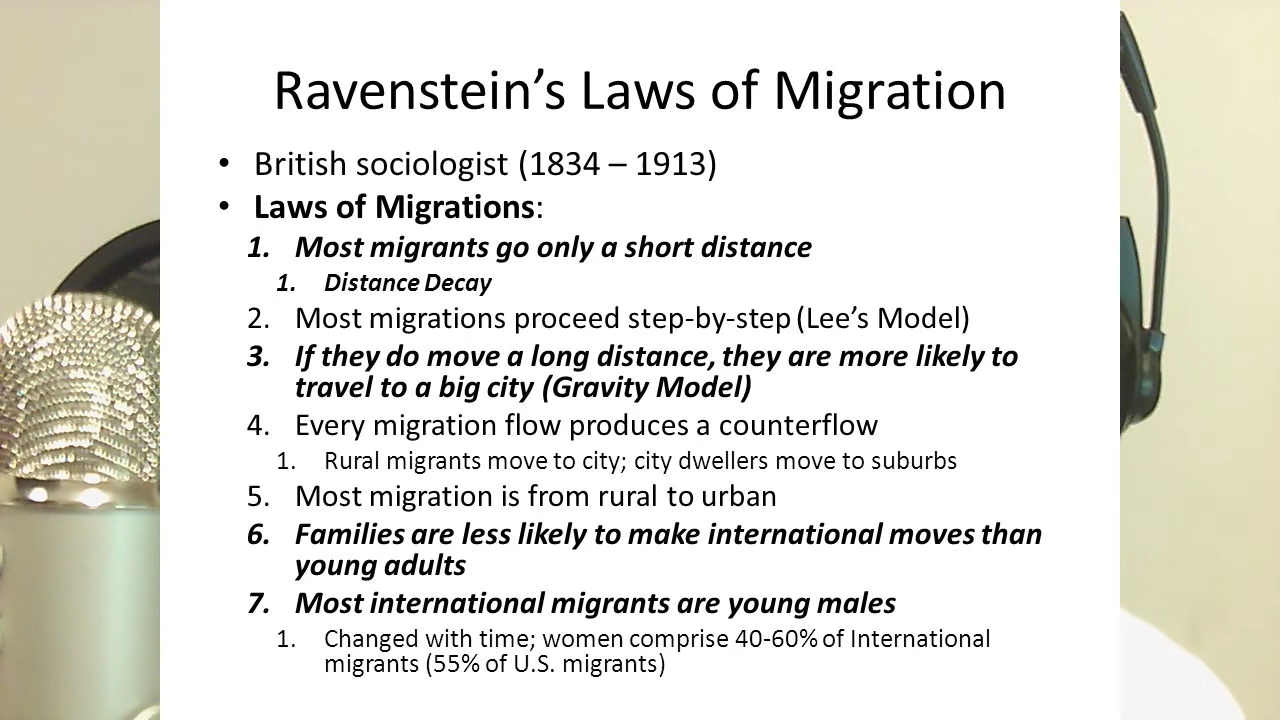 Ravenstein’s Laws of Migration
• British sociologist (1834 – 1913)
• Laws of Migrations:
1. Most migrants go only a short distance
1. Distance Decay
2. Most migrations proceed step-by-step (Lee’s Model)
3. If they do move a long distance, they are more likely to
travel to a big city (Gravity Model)
4. Every migration flow produces a counterflow
1. Rural migrants move to city; city dwellers move to suburbs
5. Most migration is from rural to urban
6. Families are less likely to make international moves than
young adults
7. Most international migrants are young males
1. Changed with time; women comprise 40-60% of International
migrants (55% of U.S. migrants)